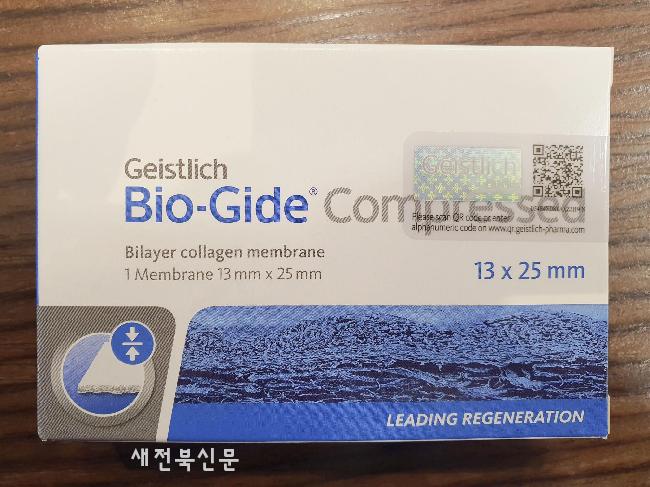 Geistlich
Bio-Gide® Compressed
Bilayer collagen membrane
1 Membrane 13 mm x 25 mm
Geistlich
Please scan QR code or enter
alphanumeric code on www.qr.geistlich-pharma.com
13 x 25 mm
LEADING REGENERATION
새전북신문